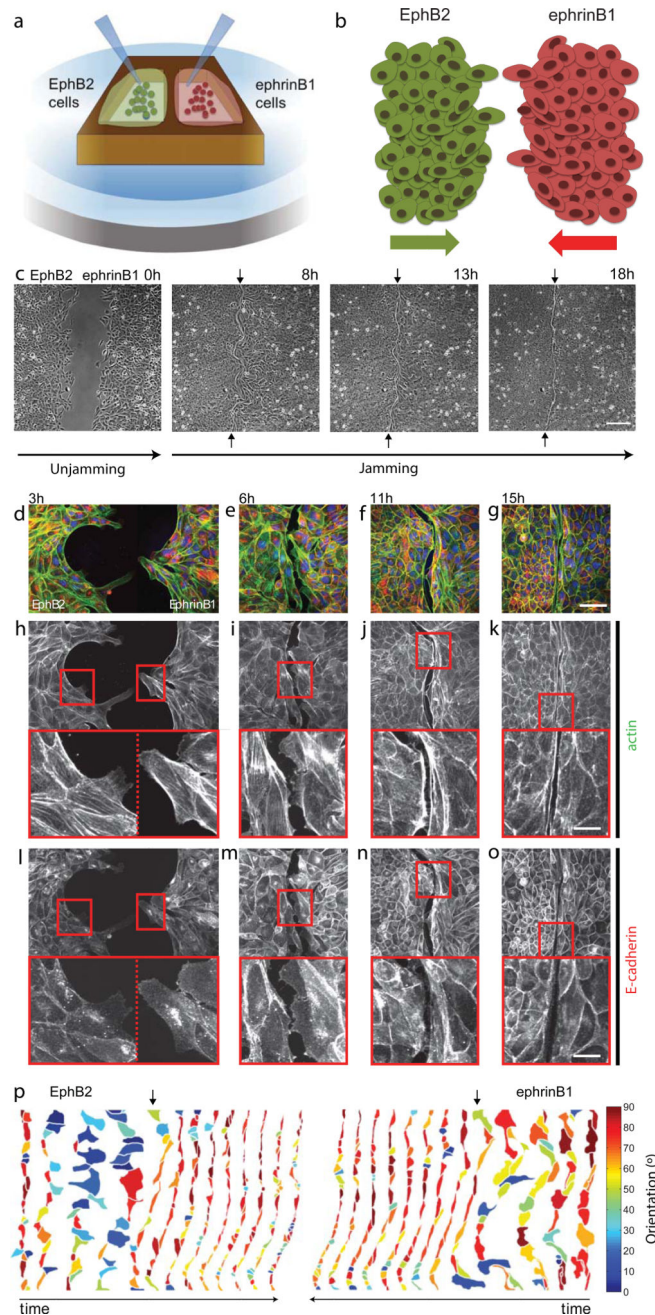 a
EphB2
cells
ephrinB1
cells
b
EphB2
ephrinB1
c
EphB2
ephrinB1 0h
8h
13h
18h
Unjamming
Jamming
3h
6h
11h
15h
d
e
f
g
EphB2
EphrinB1
h
i
j
k
actin
l
m
n
o
E-cadherin
p
EphB2
ephrinB1
90
80
70
60
50
40
30
20
10
0
Orientation (º)
time
time